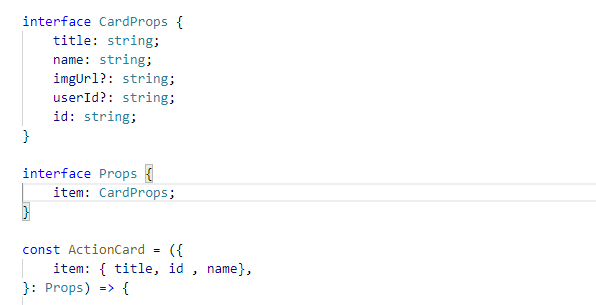 interface CardProps {
title: string;
name: string;
imgUrl?: string;
userId?: string;
id: string;
}
interface Props {
item: CardProps;
}
const ActionCard = ({
item: { title, id , name},
}: Props) => {